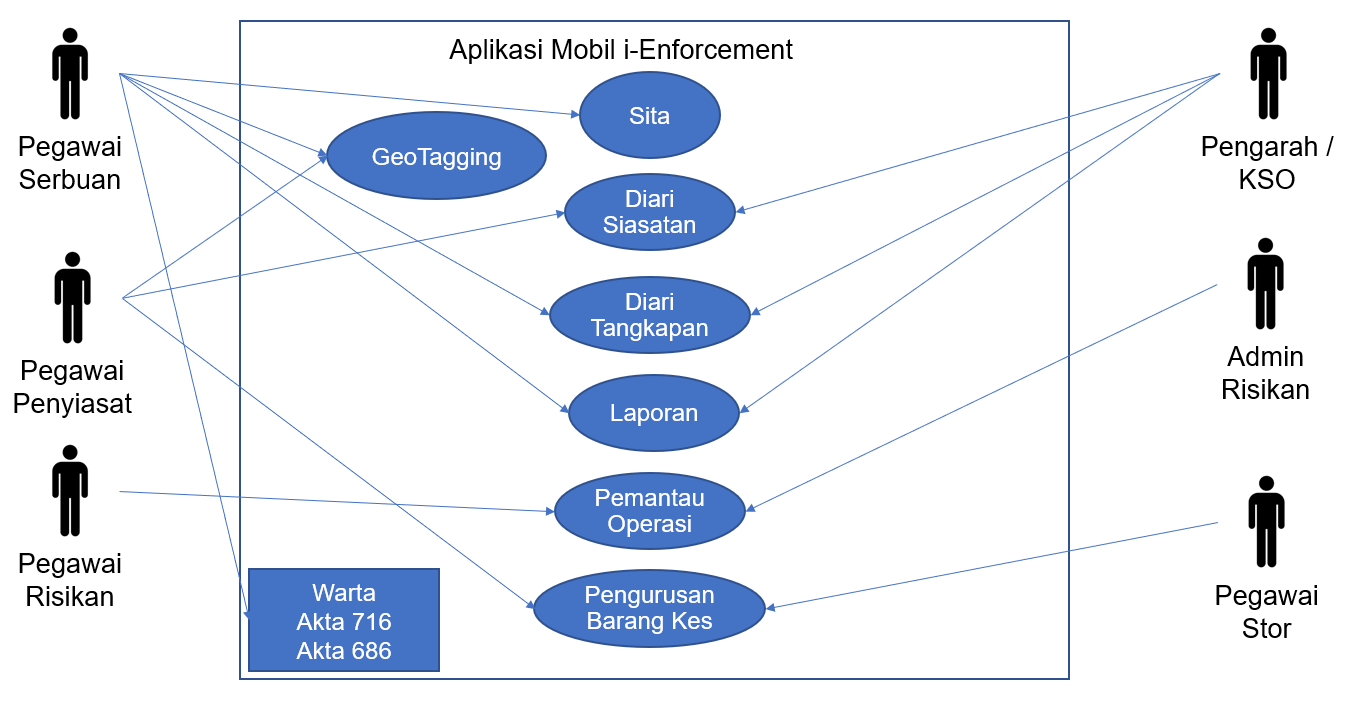 Aplikasi Mobil i-Enforcement
Pegawai
Serbuan
Pegawai
Penyiasat
Pegawai
Risikan
Sita
GeoTagging
Diari
Siasatan
Diari
Tangkapan
Laporan
Pemantau
Operasi
Pengurusan
Barang Kes
Warta
Akta 716
Akta 686
Pengarah /
KSO
Admin
Risikan
Pegawai
Stor